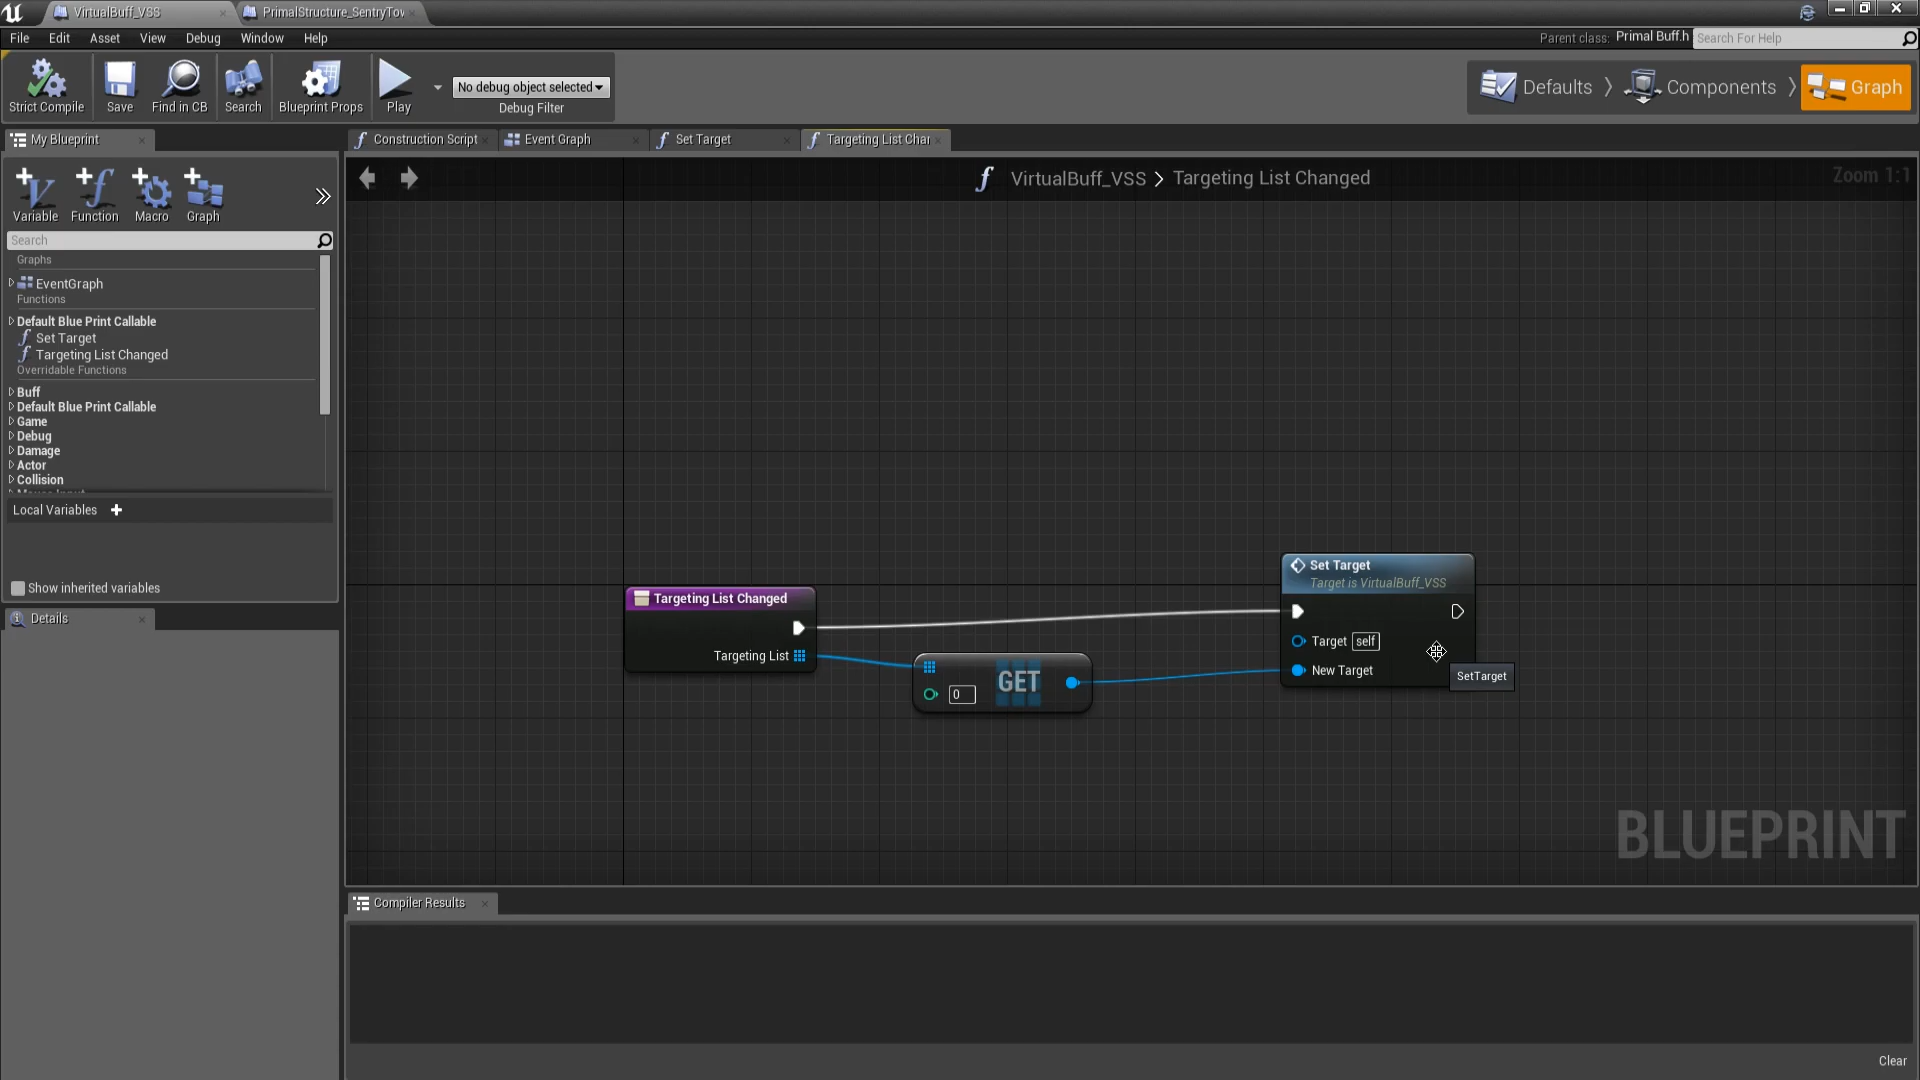 VirtualBuff_VSS
PrimalStructure_SentryTov
File Edit Asset View Debug Window Help
Parent class: Primal Buff.h
Search For Help
Strict Compile
Save
Find in CB
Search
Blueprint Props
Play
No debug object selected
Debug Filter
Defaults
Components
Graph
My Blueprint
Construction Script
Event Graph
Set Target
Targeting List Char
Variable
Function
Macro
Graph
VirtualBuff_VSS > Targeting List Changed
Zoom 1:1
Search
Graphs
EventGraph
Functions
Default Blue Print Callable
Set Target
Targeting List Changed
Overridable Functions
Buff
Default Blue Print Callable
Game
Debug
Damage
Actor
Collision
Mouse Input
Local Variables
Show inherited variables
Details
Targeting List Changed
Targeting List
0
GET
Set Target
Target is VirtualBuff_VSS
Target self
New Target
SetTarget
BLUEPRINT
Compiler Results
Clear